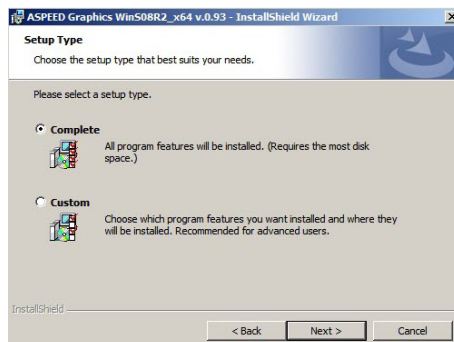 ASPEED Graphics WinS08R2_x64 v.0.93 - InstallShield Wizard
Setup Type
Choose the setup type that best suits your needs.
Please select a setup type.
Complete
All program features will be installed. (Requires the most disk
space.)
Custom
Choose which program features you want installed and where they
will be installed. Recommended for advanced users.
InstallShield
< Back
Next >
Cancel